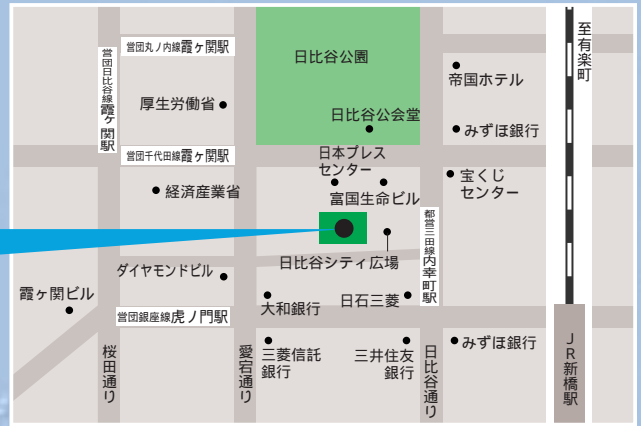 営団丸ノ内線霞ヶ関駅
日比谷公園
至有楽町
営団日比谷線霞ヶ関駅
帝国ホテル
厚生労働省
日比谷公会堂
みずほ銀行
営団千代田線霞ヶ関駅
日本プレス
センター
宝くじ
センター
経済産業省
富国生命ビル
都営三田線内幸町駅
日比谷シティ広場
ダイヤモンドビル
霞ヶ関ビル
大和銀行
日石三菱
営団銀座線虎ノ門駅
桜田通り
愛宕通り
三菱信託
銀行
三井住友
銀行
日比谷通り
みずほ銀行
JR新橋駅